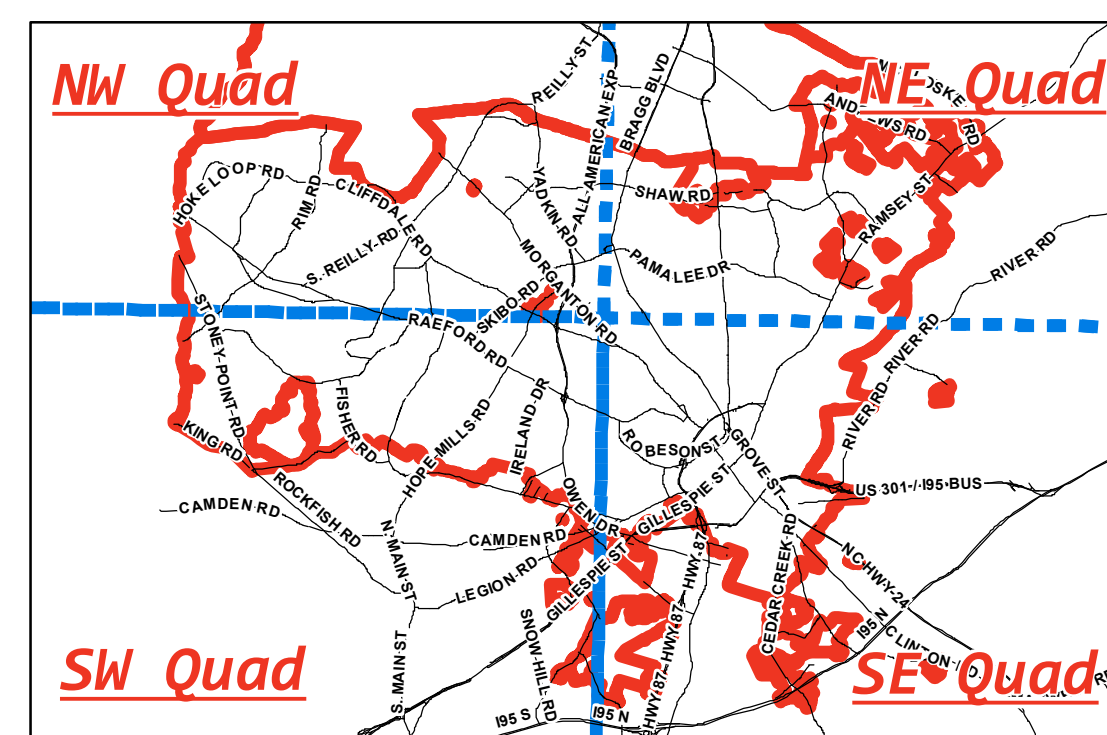 NW Quad
NE Quad
REILLY ST
ALL AMERICAN EXP
BRAGG BLVD
ANDREWS RD
RD
HOKE LOOP RD
RIM RD
CLIFFDALE RD
YADKIN RD
SHAW RD
RAMSEY ST
S. REILLY RD
MORGANTON RD
PAMALEE DR
RIVER RD
SKIBO RD
RAEFORD RD
STONEY POINT RD
RIVER RD
FISHER RD
HOPE MILLS RD
IRELAND DR
RIVER RD
KING RD
ROBESON ST
GROVE ST
ROCKFISH RD
CAMDEN RD
OWEN DR
GILLESPIE ST
US 301 / I95 BUS
N. MAIN ST
CAMDEN RD
LEGION RD
GILLESPIE ST
HWY 87
HWY 87
HWY 87
CEDAR CREEK RD
NC HWY 24
I95 N
CLINTON RD.
SNOW HILL RD
S. MAIN ST
SW Quad
SE Quad
I95 S
I95 N